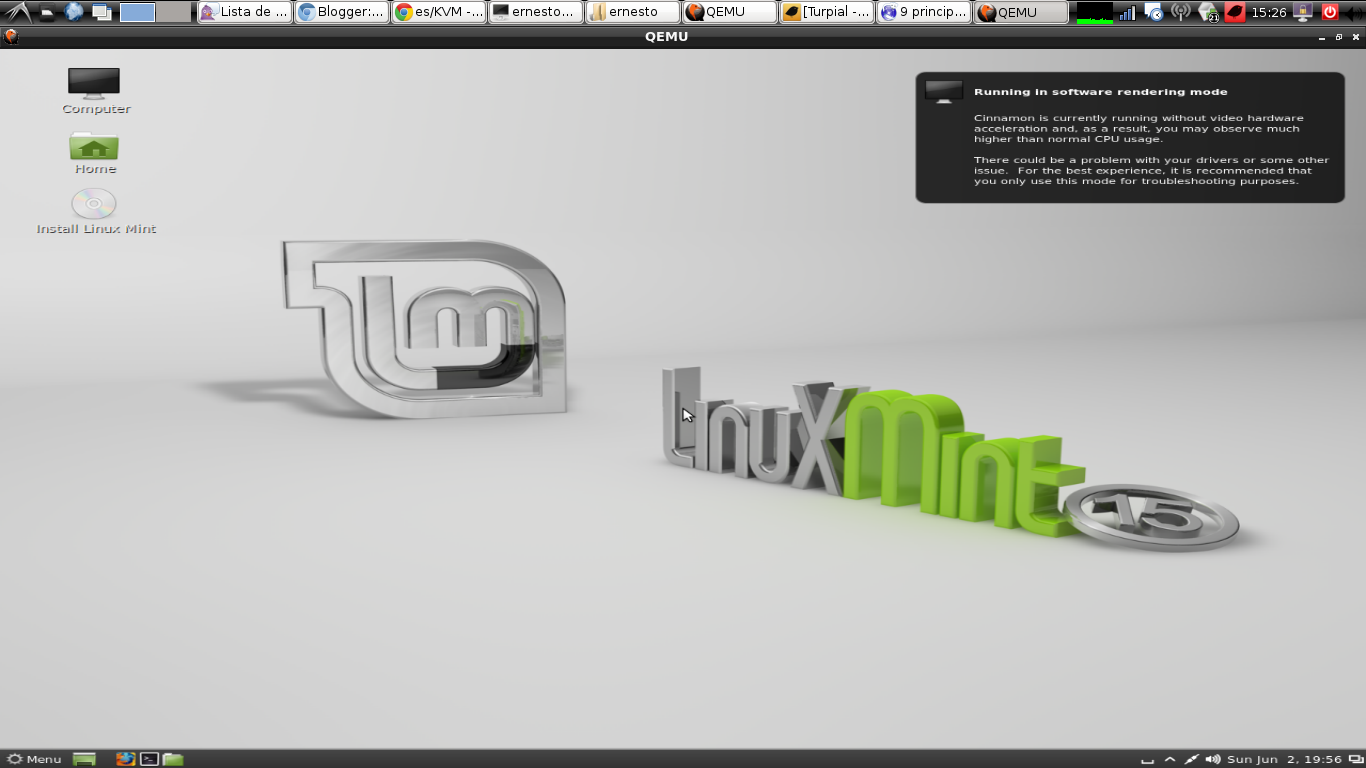 Lista de ...
Blogger:...
es/KVM -...
ernesto...
ernesto
QEMU
[Turpial -...
9 princip...
QEMU
21
15:26
QEMU
Computer
Home
Install Linux Mint
Running in software rendering mode
Cinnamon is currently running without video hardware
acceleration and, as a result, you may observe much
higher than normal CPU usage.
There could be a problem with your drivers or some other
issue.  For the best experience, it is recommended that
you only use this mode for troubleshooting purposes.
lm
LinuXMint
15
Menu
Sun Jun  2, 19:56